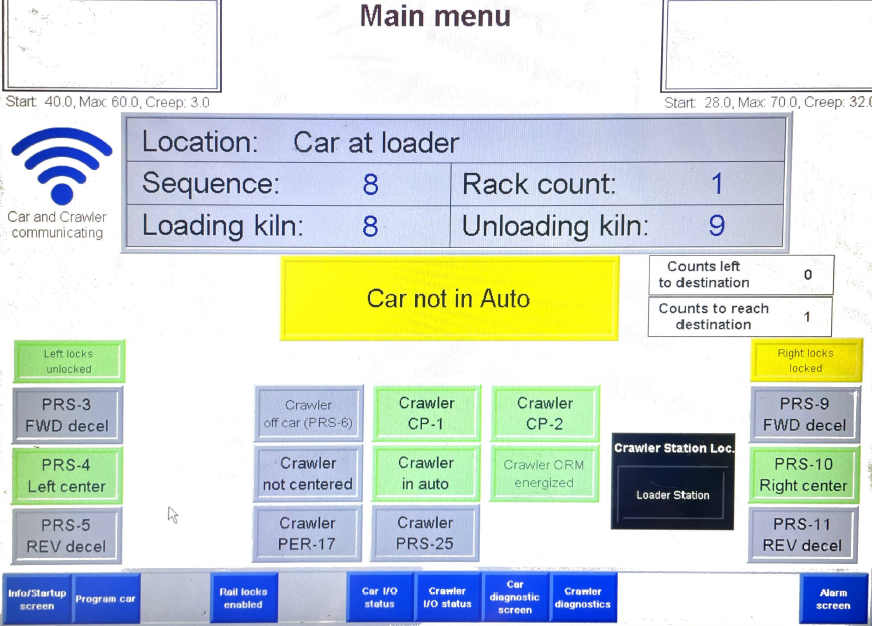 Main menu
Start: 40.0, Max: 60.0, Creep: 3.0
Start: 28.0, Max: 70.0, Creep: 32.0
Location: Car at loader
Sequence: 8 Rack count: 1
Loading kiln: 8 Unloading kiln: 9
Car and Crawler
communicating
Car not in Auto
Counts left
to destination 0
Counts to reach
destination 1
Left locks
unlocked
Right locks
locked
PRS-3
FWD decel
Crawler
off car (PRS-6)
Crawler
CP-1
Crawler
CP-2
PRS-9
FWD decel
PRS-4
Left center
Crawler
not centered
Crawler
in auto
Crawler CRM
energized
Crawler Station Loc.
Loader Station
PRS-10
Right center
PRS-5
REV decel
Crawler
PER-17
Crawler
PRS-25
PRS-11
REV decel
Info/Startup
screen
Program car
Rail locks
enabled
Car I/O
status
Crawler
I/O status
Car
diagnostic
screen
Crawler
diagnostics
Alarm
screen